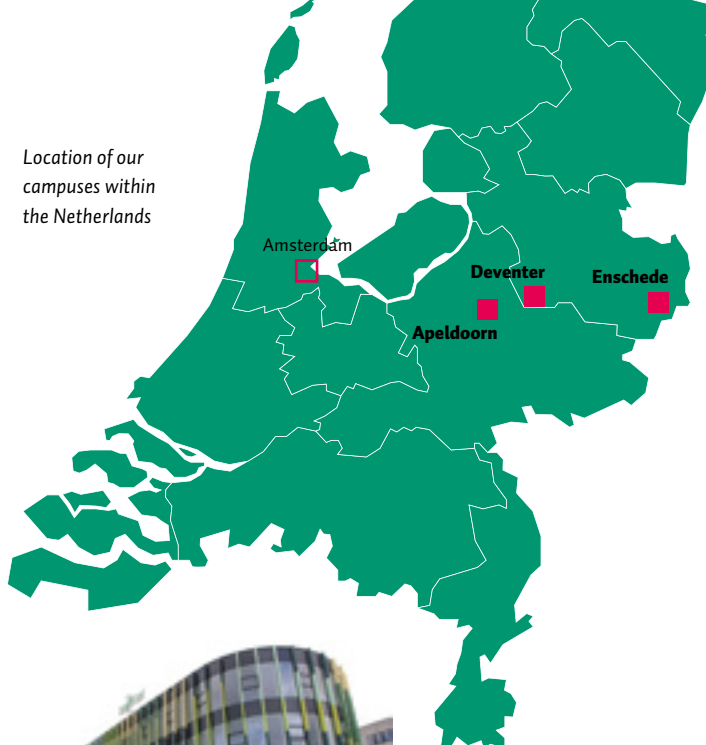 Location of our
campuses within
the Netherlands
Amsterdam
Deventer
Enschede
Apeldoorn